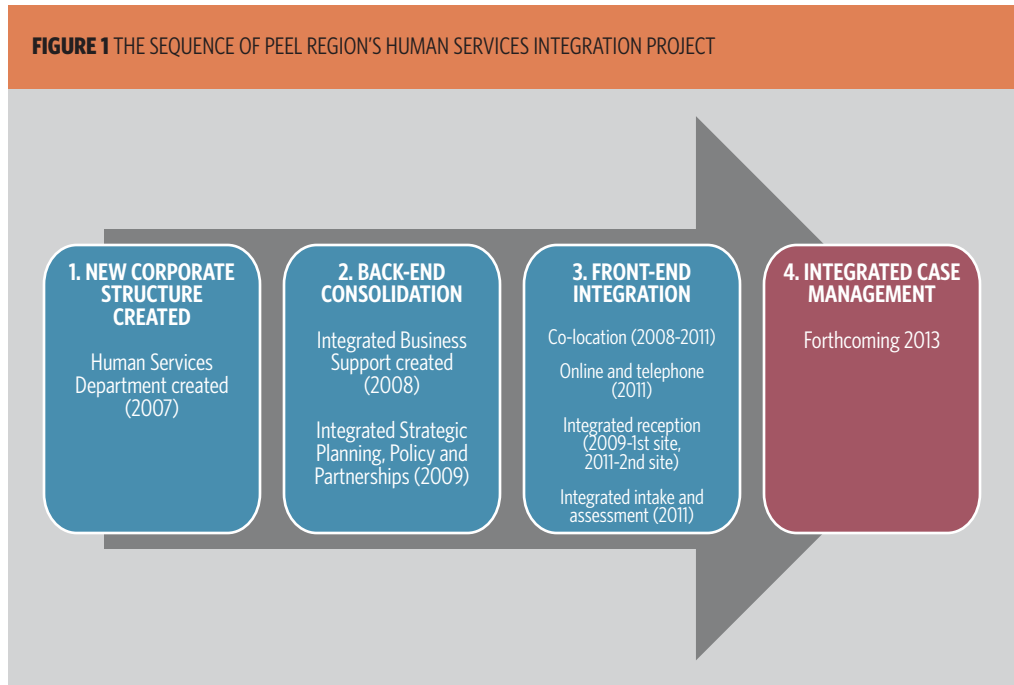 FIGURE 1 THE SEQUENCE OF PEEL REGION'S HUMAN SERVICES INTEGRATION PROJECT
1. NEW CORPORATE
STRUCTURE
CREATED
Human Services
Department created
(2007)
2. BACK-END
CONSOLIDATION
Integrated Business
Support created
(2008)
Integrated Strategic
Planning, Policy and
Partnerships (2009)
3. FRONT-END
INTEGRATION
Co-location (2008-2011)
Online and telephone
(2011)
Integrated reception
(2009-1st site,
2011-2nd site)
Integrated intake and
assessment (2011)
4. INTEGRATED CASE
MANAGEMENT
Forthcoming 2013